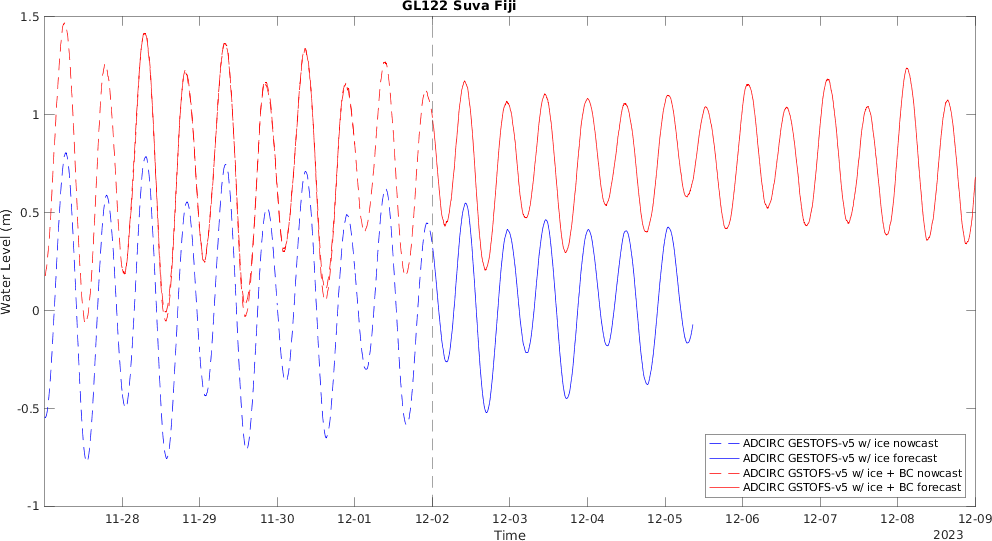 GL122 Suva Fiji
1.5
1
0.5
0
-0.5
-1
Water Level (m)
11-28 11-29 11-30 12-01 12-02 12-03 12-04 12-05 12-06 12-07 12-08 12-09
Time
2023
ADCIRC GESTOFS-v5 w/ ice nowcast
ADCIRC GESTOFS-v5 w/ ice forecast
ADCIRC GSTOFS-v5 w/ ice + BC nowcast
ADCIRC GSTOFS-v5 w/ ice + BC forecast